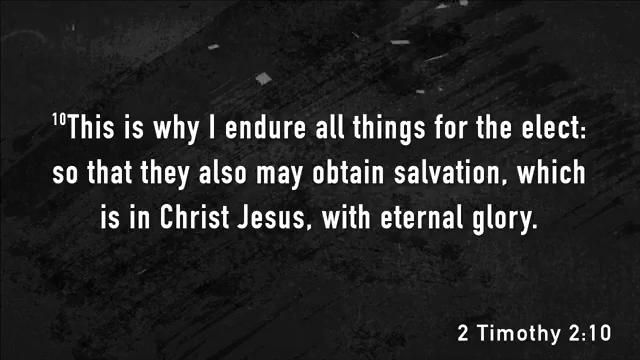 10This is why I endure all things for the elect:
so that they also may obtain salvation, which
is in Christ Jesus, with eternal glory.
2 Timothy 2:10